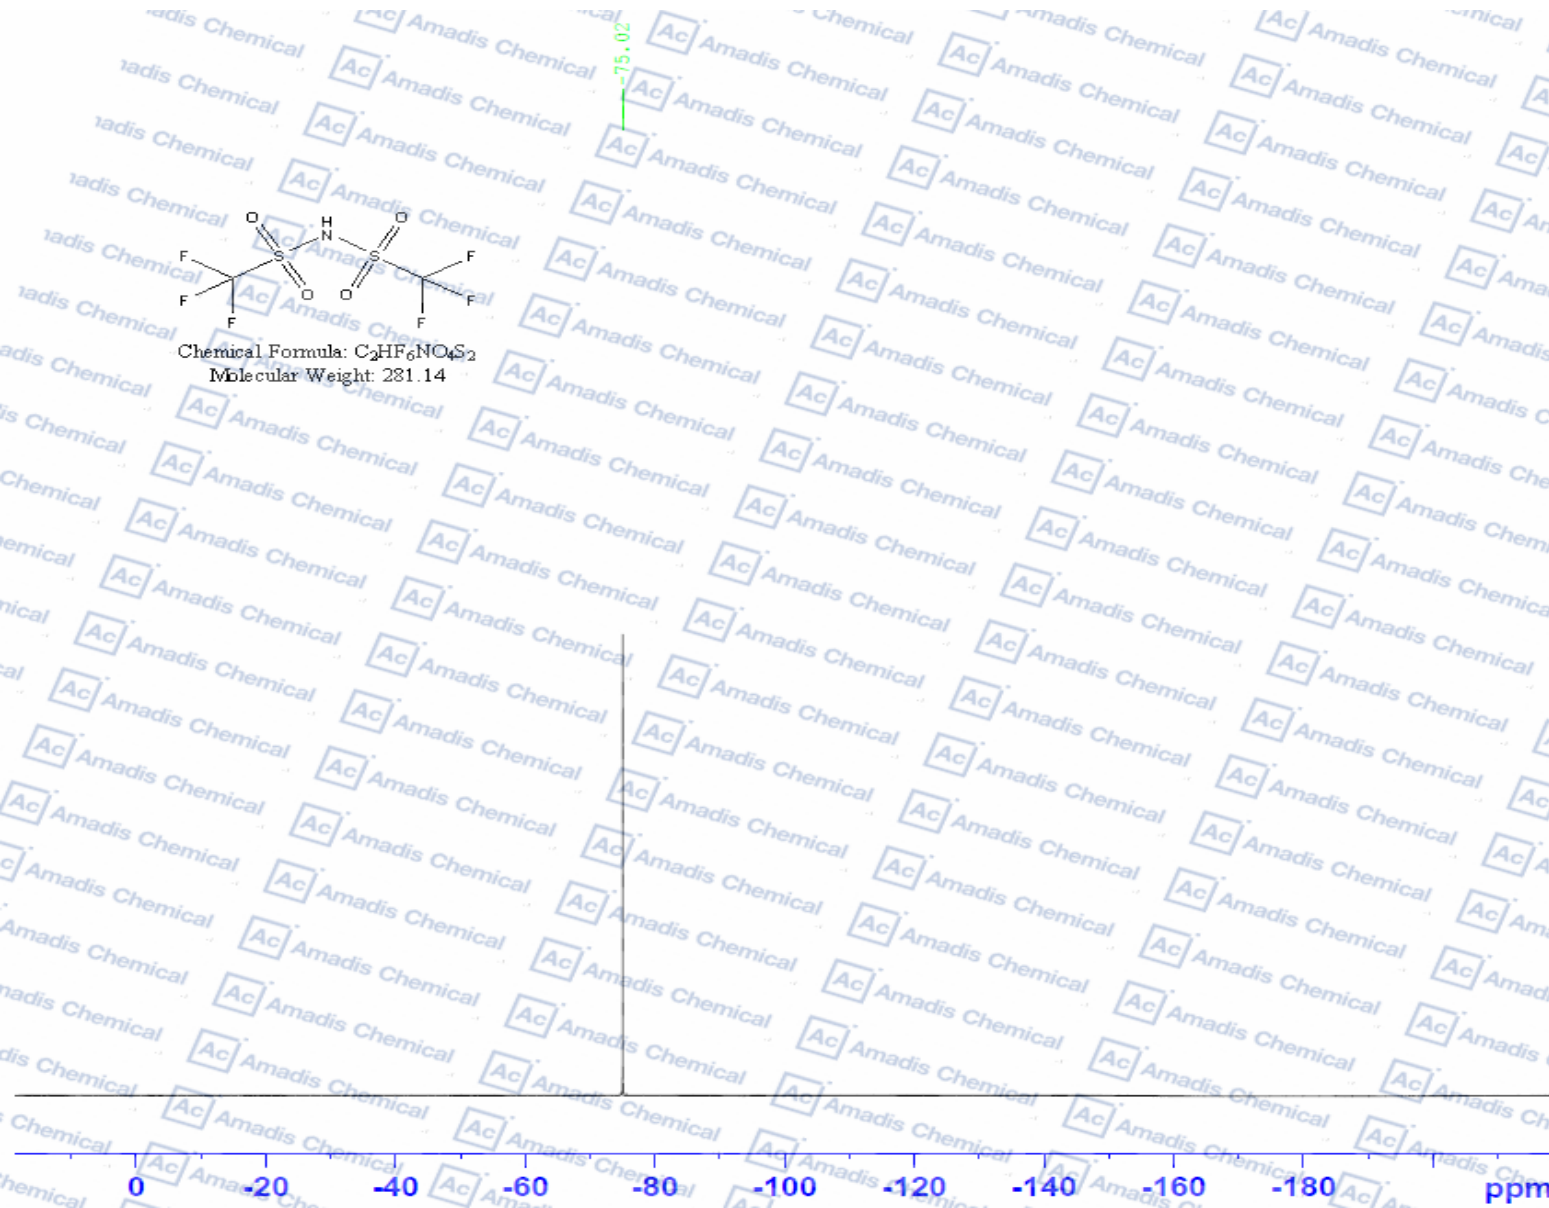 -75.02
O
H
N
O
F
S
S
F
F
O
O
F
F
F
Chemical Formula: C₂HF₆NO₄S₂
Molecular Weight: 281.14
Ac Amadis Chemical
0 -20 -40 -60 -80 -100 -120 -140 -160 -180 ppm